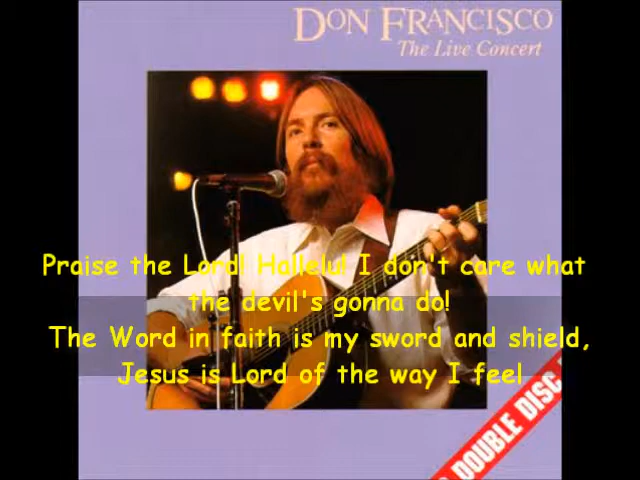 DON FRANCISCO
The Live Concert
Praise the Lord! Hallelu! I don't care what
the devil's gonna do!
The Word in faith is my sword and shield,
Jesus is Lord of the way I feel
DOUBLE DISC